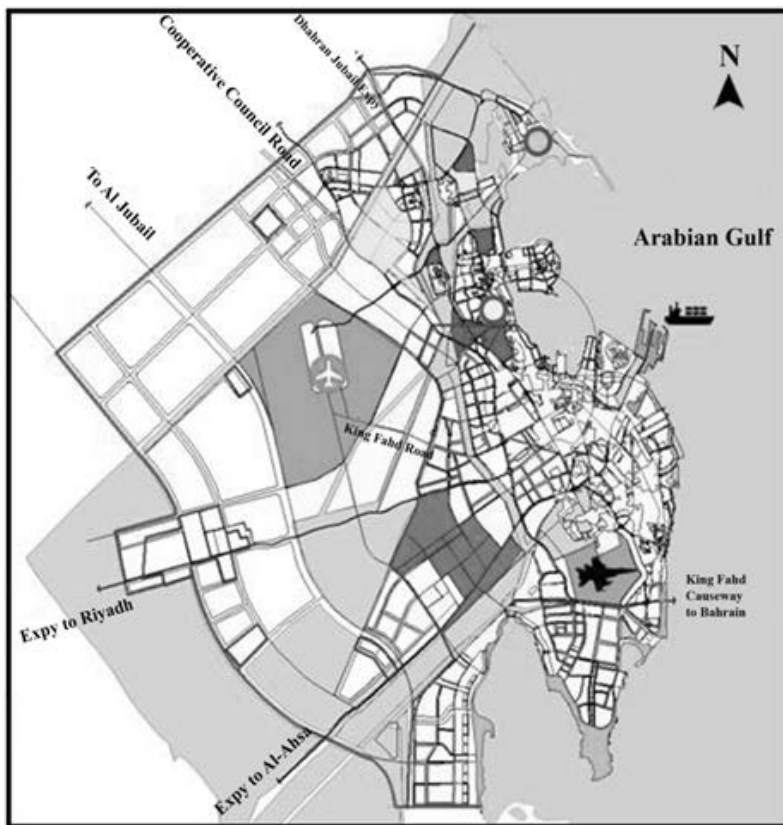 Cooperative Council Road
Dhahran Jubail Expy
N
To Al Jubail
Arabian Gulf
King Fahd Road
King Fahd
Causeway
to Bahrain
Expy to Riyadh
Expy to Al-Ahsa